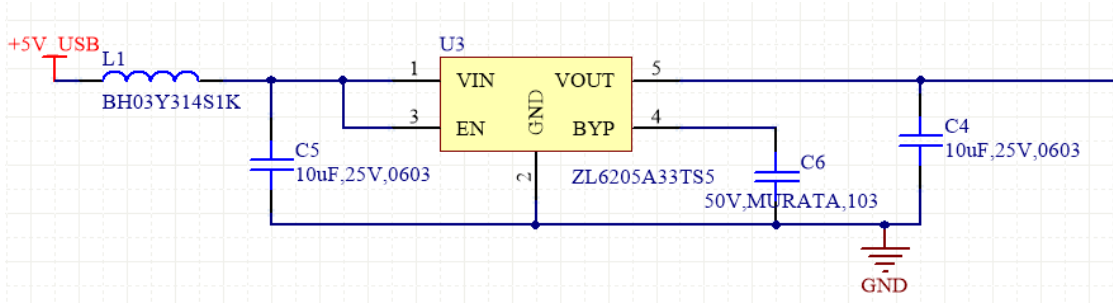 +5V_USB
L1
BH03Y314S1K
U3
1
VIN
VOUT
5
3
EN
GND
BYP
4
2
ZL6205A33TS5
C5
10uF,25V,0603
C6
50V,MURATA,103
C4
10uF,25V,0603
GND